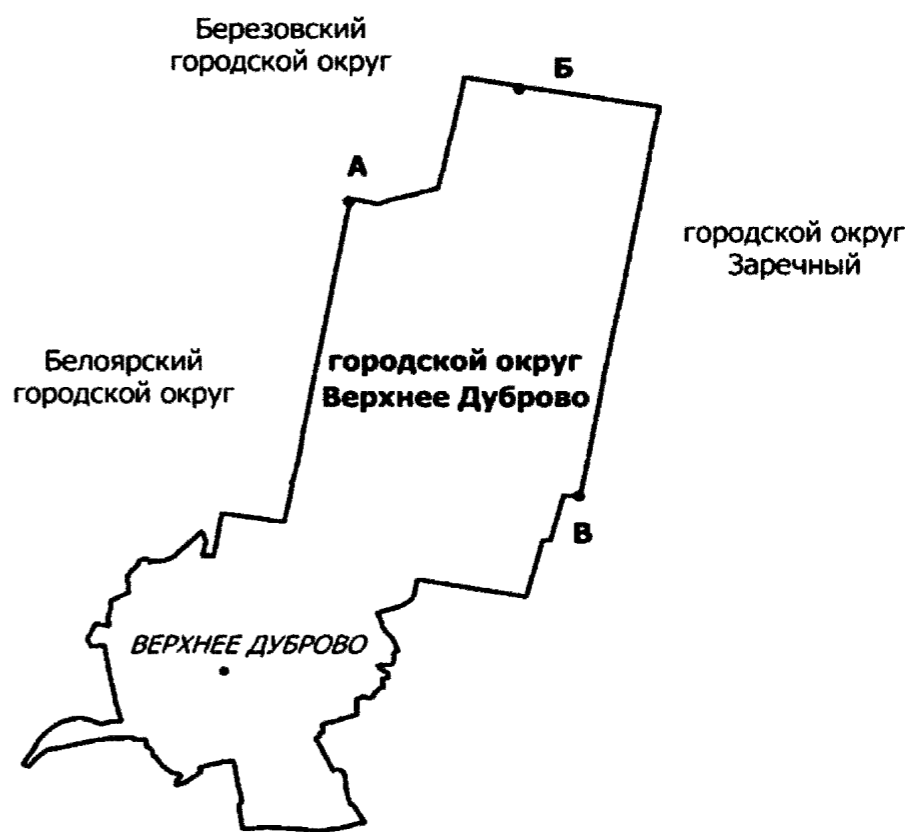 Березовский
городской округ
Б
А
городской округ
Заречный
Белоярский
городской округ
городской округ
Верхнее Дуброво
В
ВЕРХНЕЕ ДУБРОВО